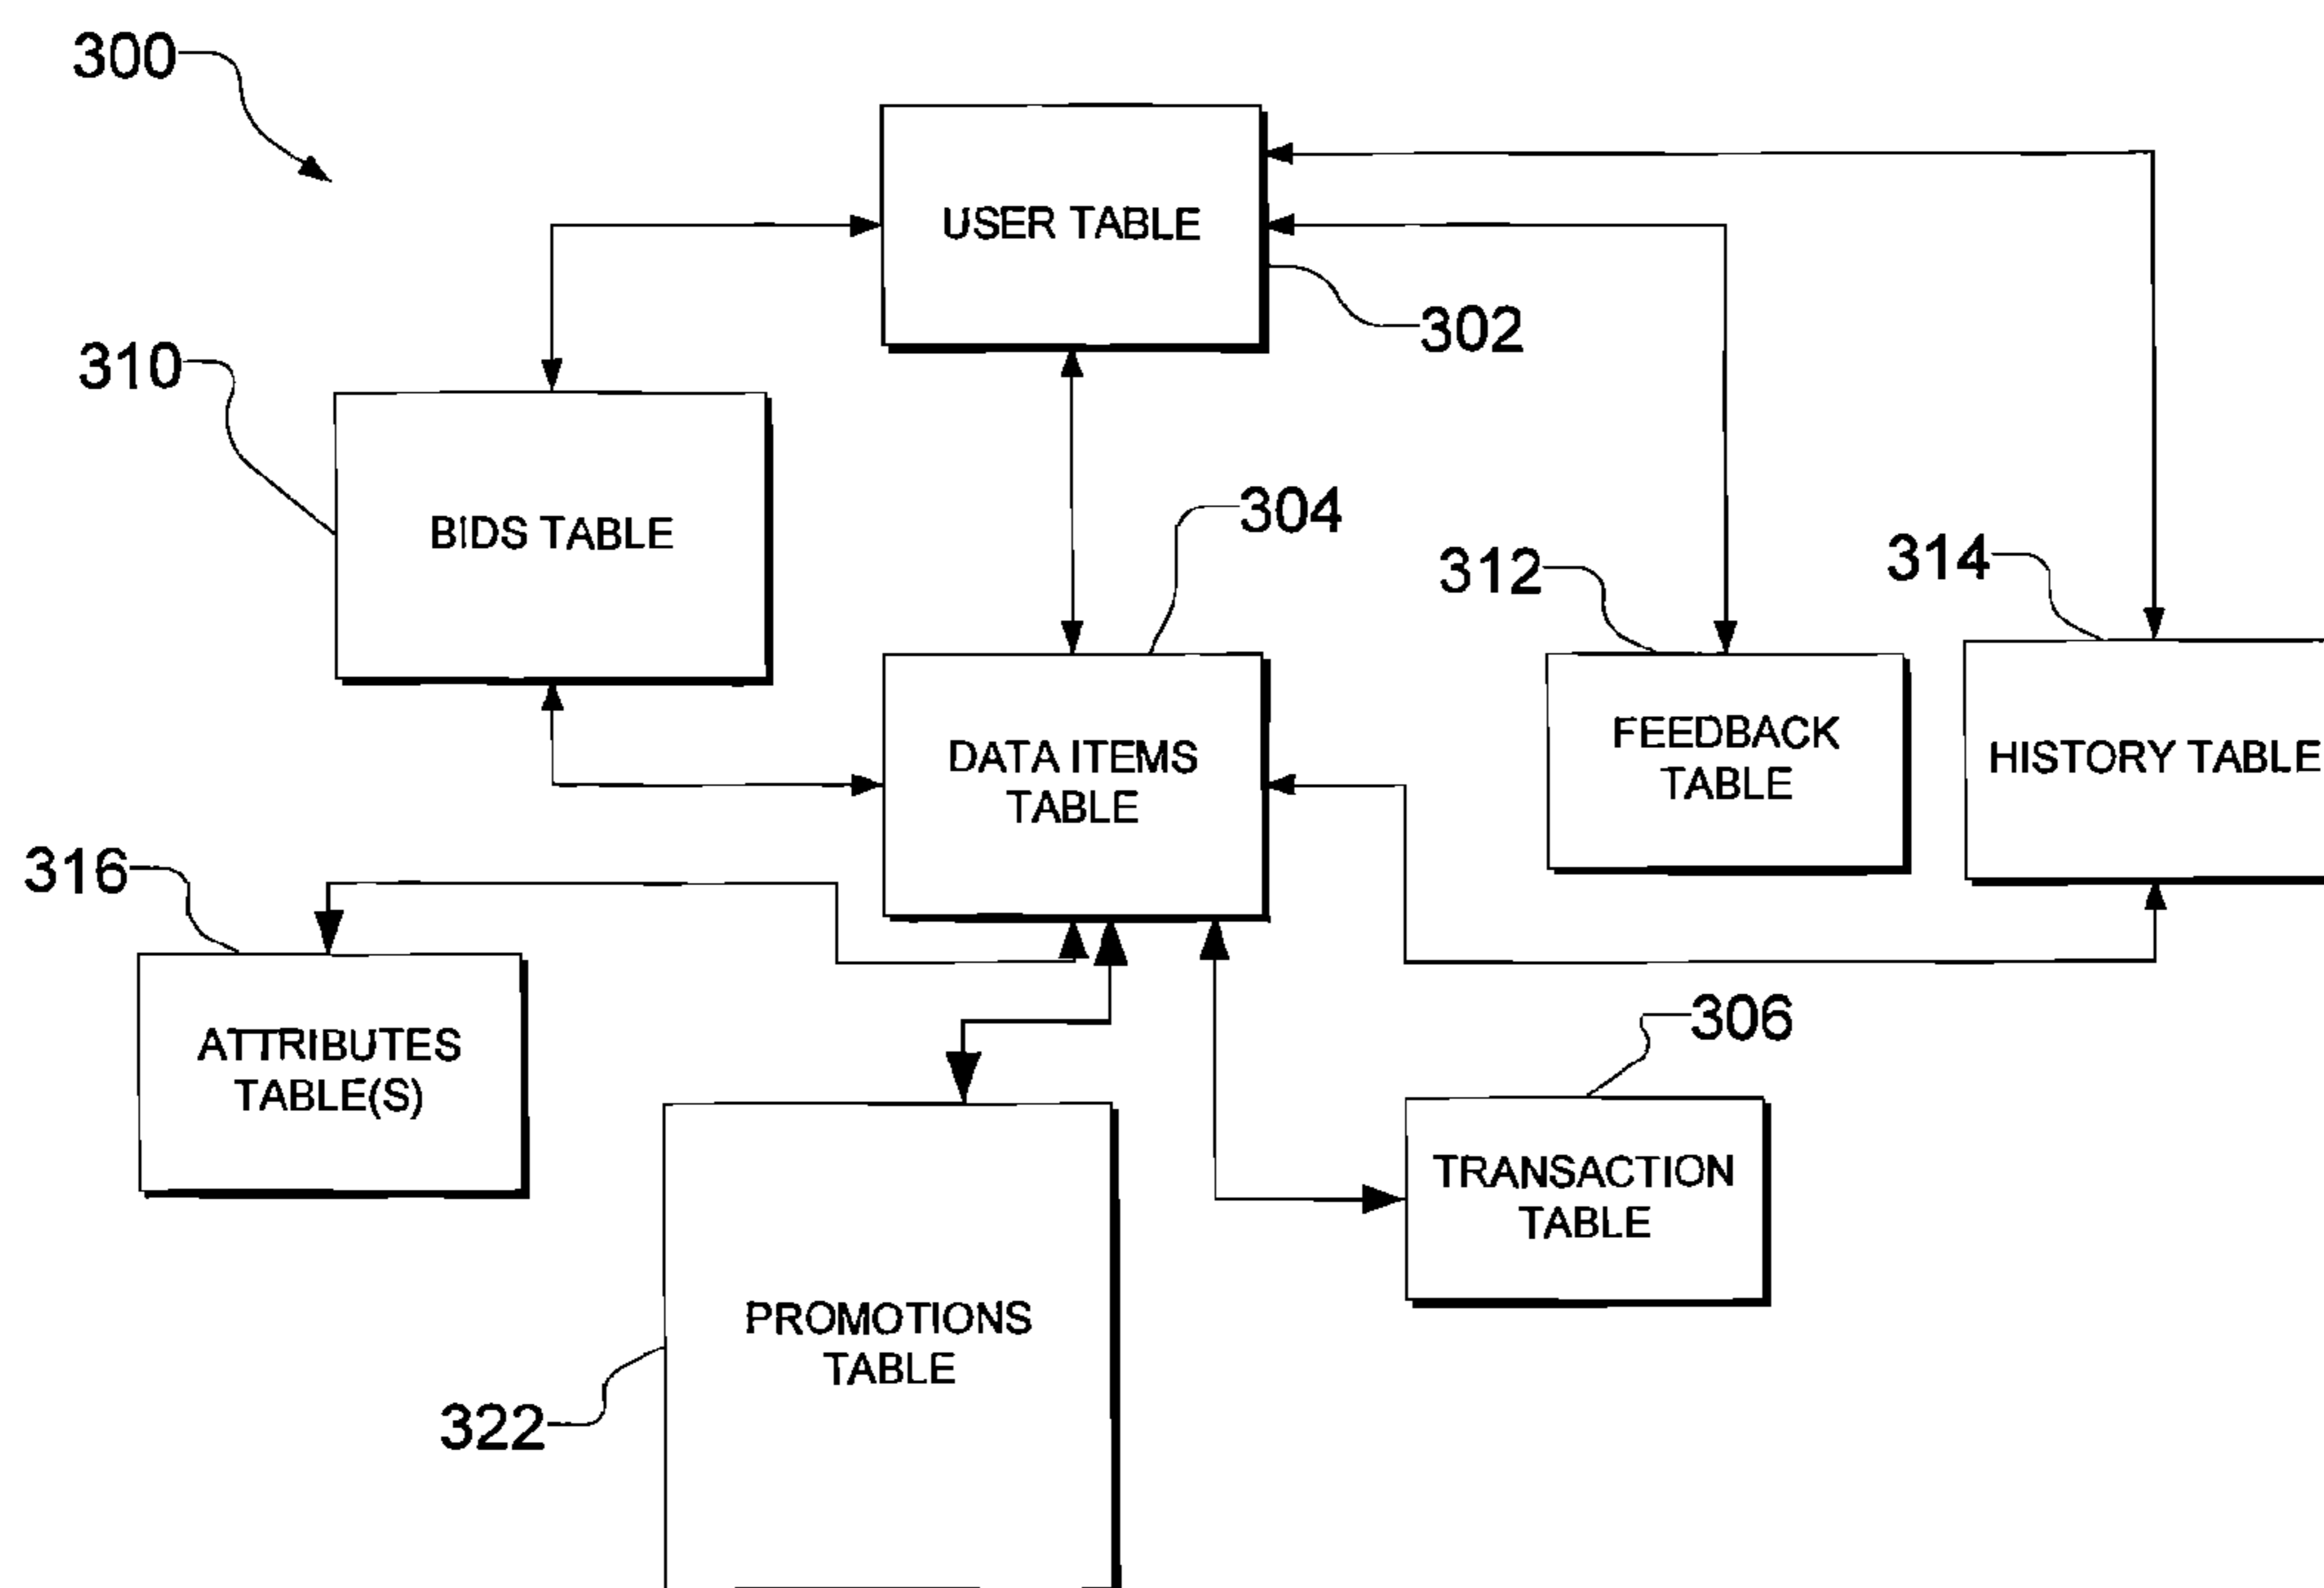 300
USER TABLE
302
310
BIDS TABLE
304
312
314
DATA ITEMS
TABLE
FEEDBACK
TABLE
HISTORY TABLE
316
ATTRIBUTES
TABLE(S)
306
TRANSACTION
TABLE
PROMOTIONS
TABLE
322